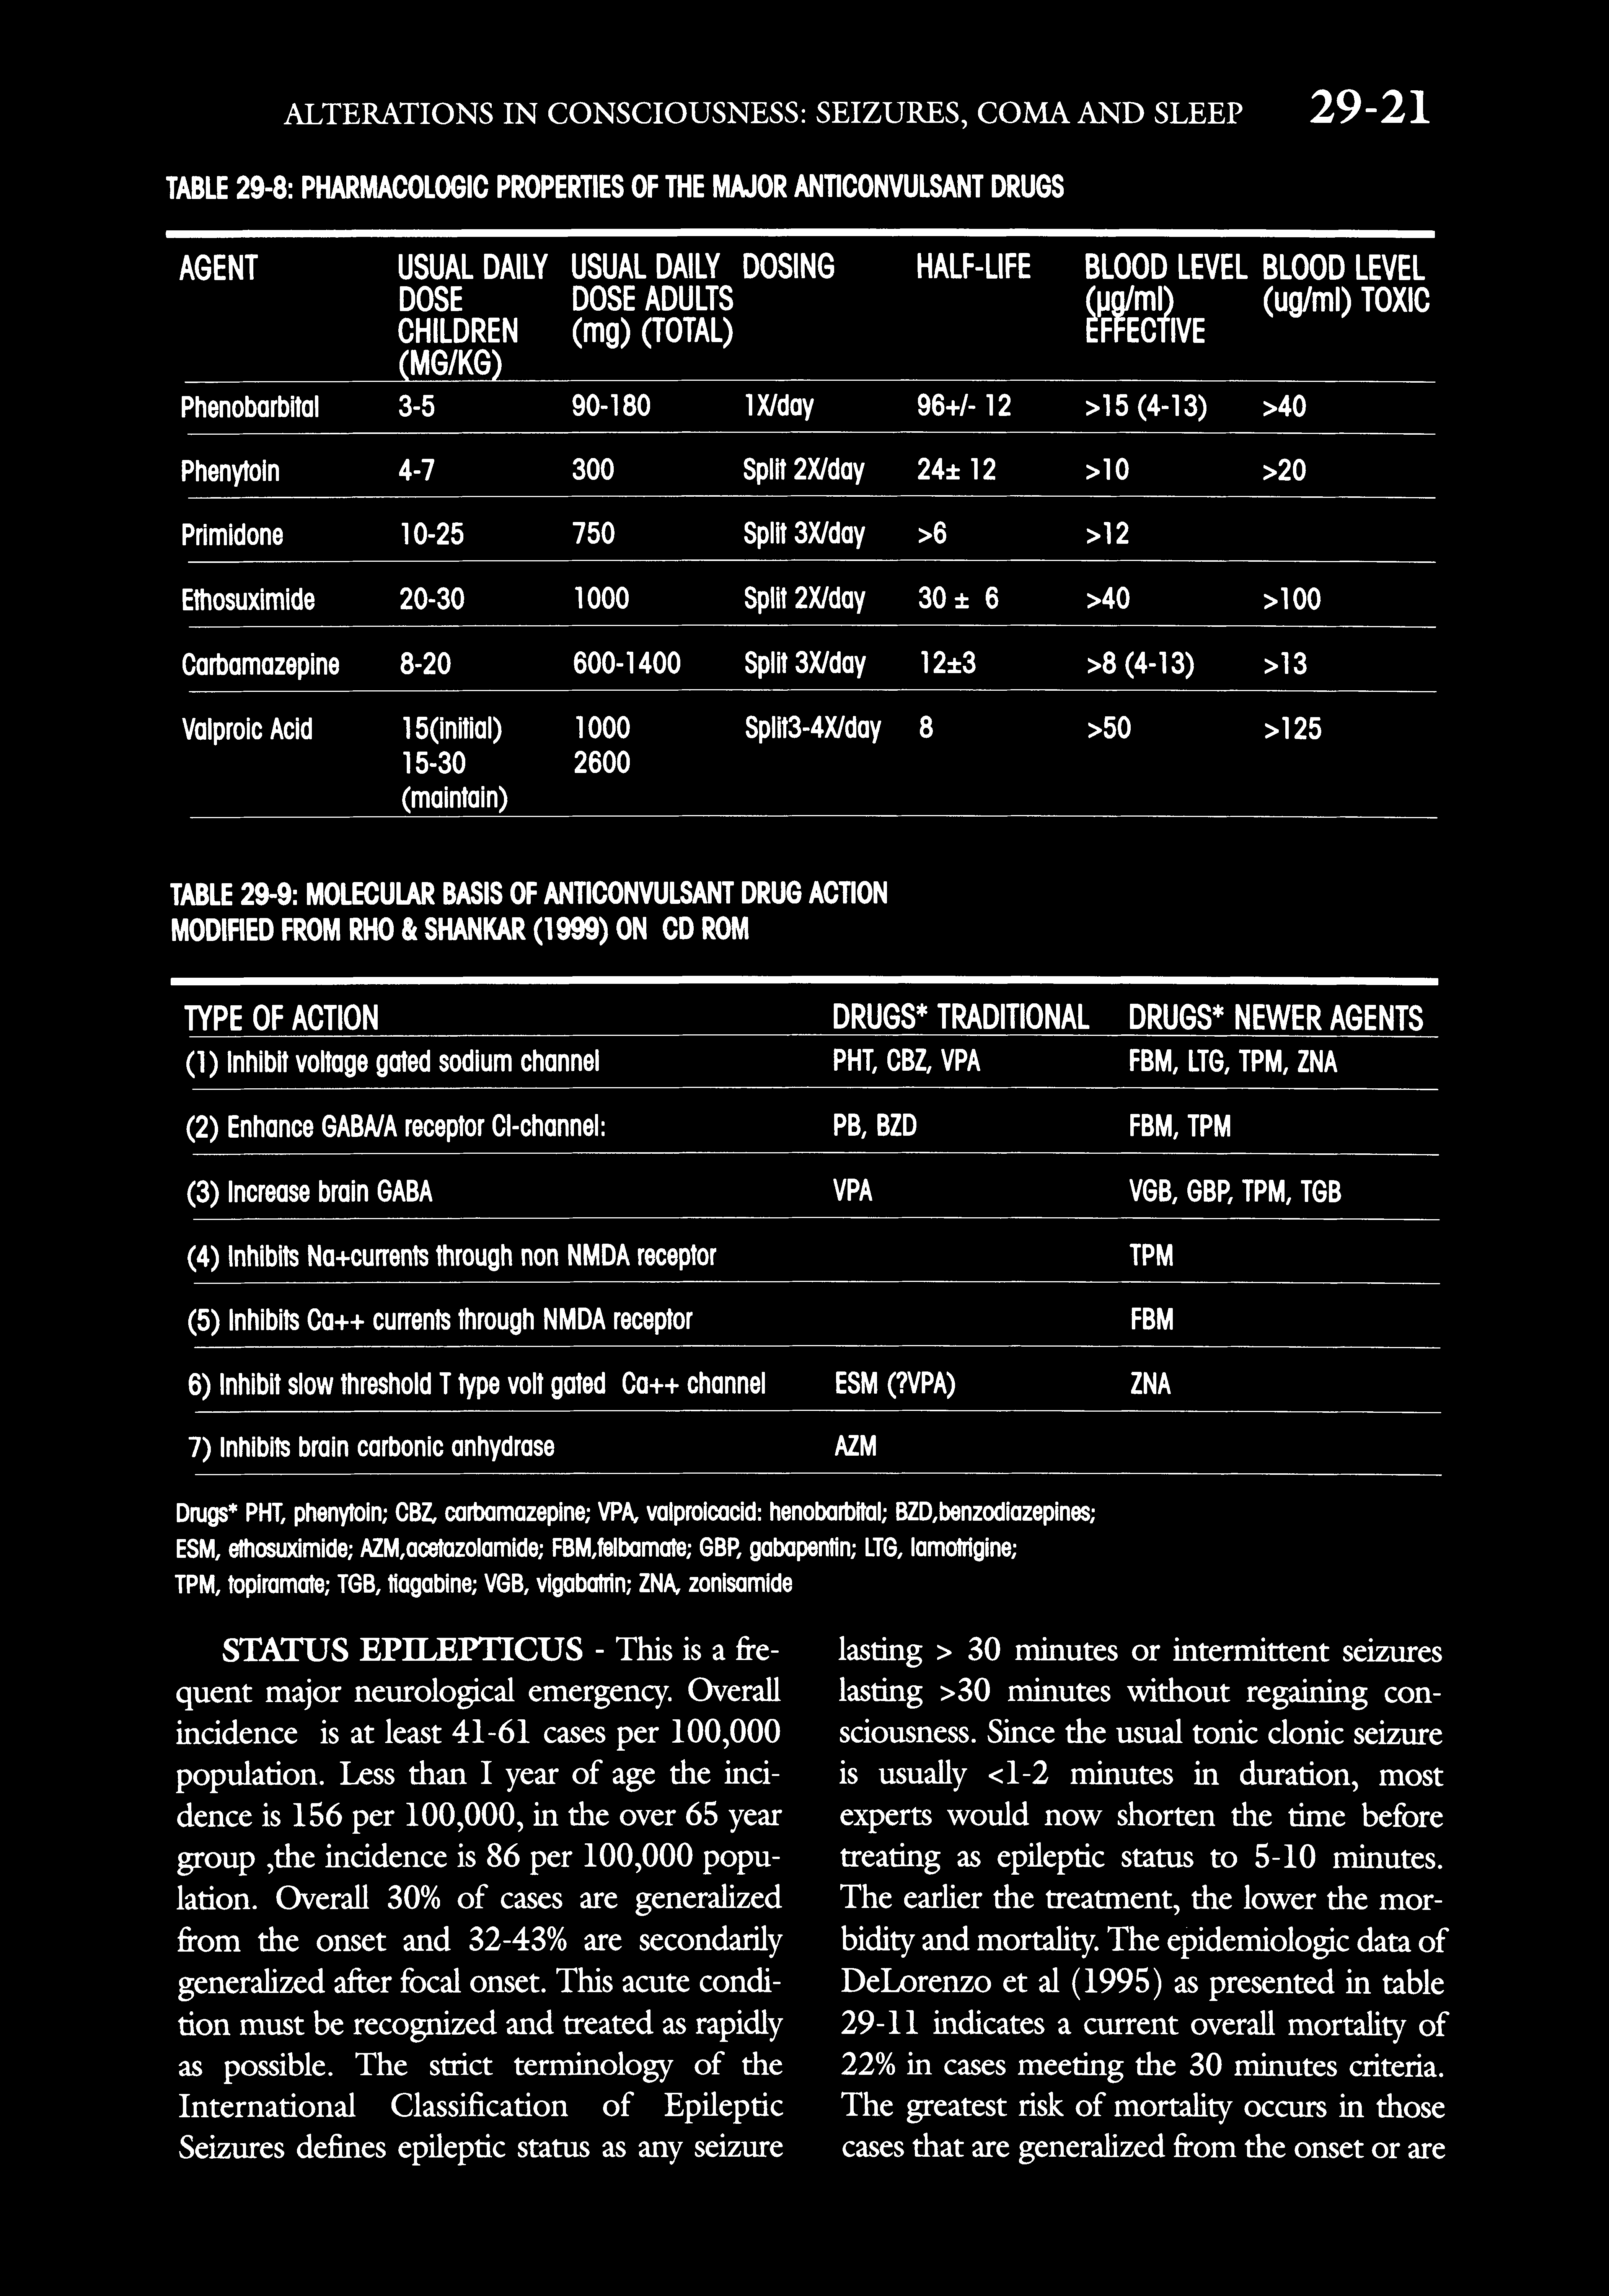 ALTERATIONS IN CONSCIOUSNESS: SEIZURES, COMA AND SLEEP 29-21
TABLE 29-8: PHARMACOLOGIC PROPERTIES OF THE MAJOR ANTICONVULSANT DRUGS
AGENT USUAL DAILY USUAL DAILY DOSING HALF-LIFE BLOOD LEVEL BLOOD LEVEL
DOSE DOSE ADULTS (µg/ml) (ug/ml) TOXIC
CHILDREN (mg) (TOTAL) EFFECTIVE
(MG/KG)
Phenobarbital 3-5 90-180 1X/day 96+/- 12 >15 (4-13) >40
Phenytoin 4-7 300 Split 2X/day 24± 12 >10 >20
Primidone 10-25 750 Split 3X/day >6 >12
Ethosuximide 20-30 1000 Split 2X/day 30 ± 6 >40 >100
Carbamazepine 8-20 600-1400 Split 3X/day 12±3 >8 (4-13) >13
Valproic Acid 15(initial) 1000 Split3-4X/day 8 >50 >125
15-30 2600
(maintain)
TABLE 29-9: MOLECULAR BASIS OF ANTICONVULSANT DRUG ACTION
MODIFIED FROM RHO & SHANKAR (1999) ON CD ROM
TYPE OF ACTION DRUGS* TRADITIONAL DRUGS* NEWER AGENTS
(1) Inhibit voltage gated sodium channel PHT, CBZ, VPA FBM, LTG, TPM, ZNA
(2) Enhance GABA/A receptor Cl-channel: PB, BZD FBM, TPM
(3) Increase brain GABA VPA VGB, GBP, TPM, TGB
(4) Inhibits Na+currents through non NMDA receptor TPM
(5) Inhibits Ca++ currents through NMDA receptor FBM
6) Inhibit slow threshold T type volt gated Ca++ channel ESM (?VPA) ZNA
7) Inhibits brain carbonic anhydrase AZM
Drugs* PHT, phenytoin; CBZ, carbamazepine; VPA, valproicacid: henobarbital; BZD,benzodiazepines;
ESM, ethosuximide; AZM,acetazolamide; FBM,felbamate; GBP, gabapentin; LTG, lamotrigine;
TPM, topiramate; TGB, tiagabine; VGB, vigabatrin; ZNA, zonisamide
STATUS EPILEPTICUS - This is a fre-
quent major neurological emergency. Overall
incidence is at least 41-61 cases per 100,000
population. Less than I year of age the inci-
dence is 156 per 100,000, in the over 65 year
group ,the incidence is 86 per 100,000 popu-
lation. Overall 30% of cases are generalized
from the onset and 32-43% are secondarily
generalized after focal onset. This acute condi-
tion must be recognized and treated as rapidly
as possible. The strict terminology of the
International Classification of Epileptic
Seizures defines epileptic status as any seizure
lasting > 30 minutes or intermittent seizures
lasting >30 minutes without regaining con-
sciousness. Since the usual tonic clonic seizure
is usually <1-2 minutes in duration, most
experts would now shorten the time before
treating as epileptic status to 5-10 minutes.
The earlier the treatment, the lower the mor-
bidity and mortality. The epidemiologic data of
DeLorenzo et al (1995) as presented in table
29-11 indicates a current overall mortality of
22% in cases meeting the 30 minutes criteria.
The greatest risk of mortality occurs in those
cases that are generalized from the onset or are